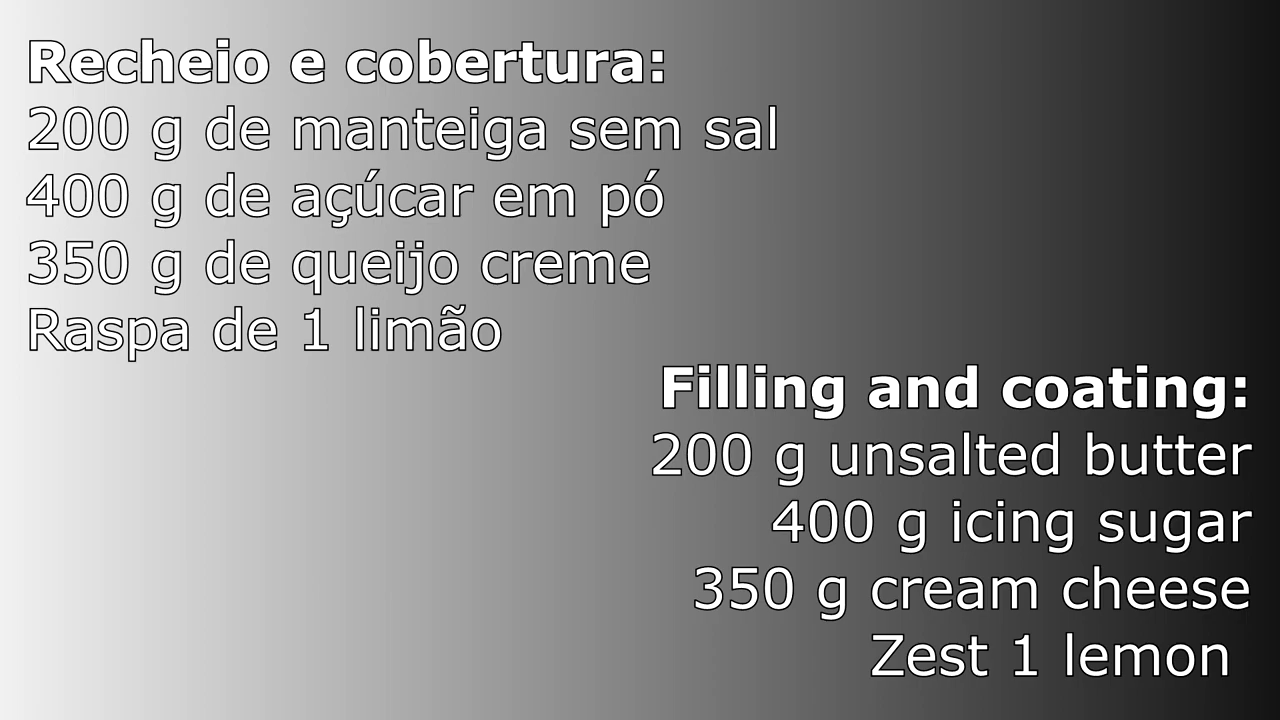 Recheio e cobertura:
200 g de manteiga sem sal
400 g de açúcar em pó
350 g de queijo creme
Raspa de 1 limão
Filling and coating:
200 g unsalted butter
400 g icing sugar
350 g cream cheese
Zest 1 lemon